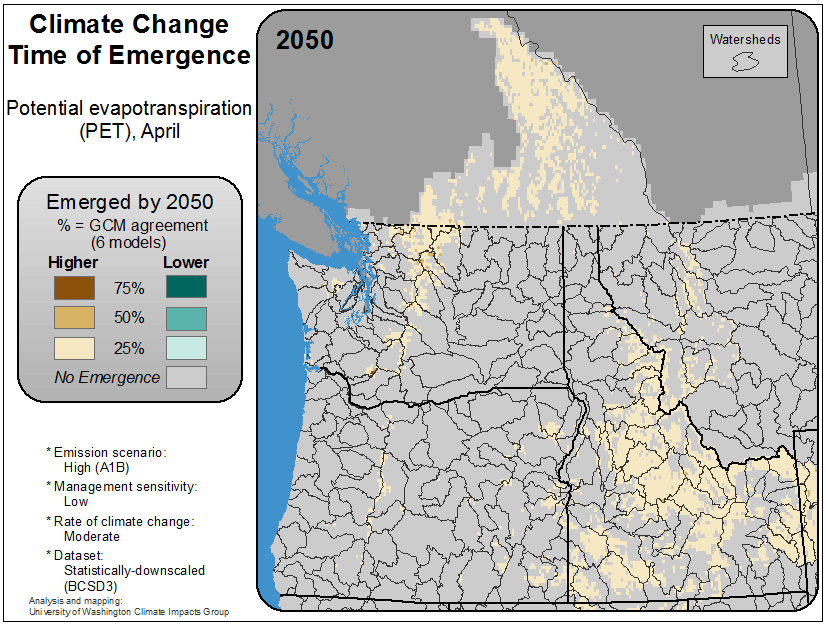 Climate Change
Time of Emergence
Potential evapotranspiration
(PET), April
Emerged by 2050
% = GCM agreement
(6 models)
Higher Lower
75%
50%
25%
No Emergence
* Emission scenario:
High (A1B)
* Management sensitivity:
Low
* Rate of climate change:
Moderate
* Dataset:
Statistically-downscaled
(BCSD3)
Analysis and mapping:
University of Washington Climate Impacts Group
2050
Watersheds